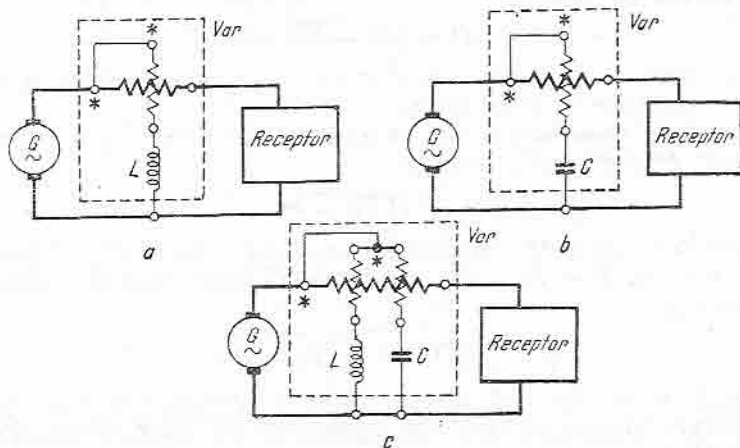 Var
*
*
G
~
L
Receptor
a
Var
*
*
G
~
C
Receptor
b
Var
*
*
G
~
L
C
Receptor
c